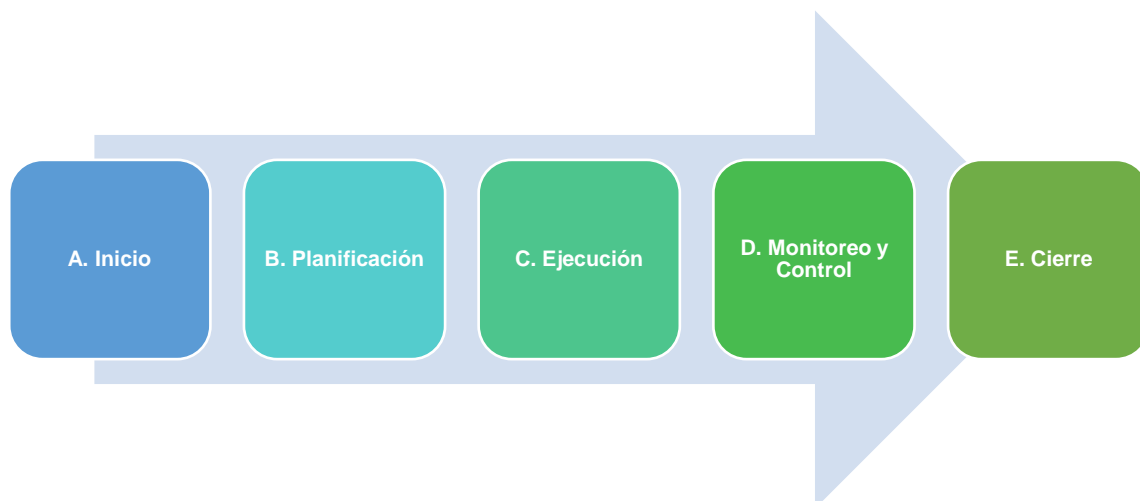 A. Inicio
B. Planificación
C. Ejecución
D. Monitoreo y
Control
E. Cierre